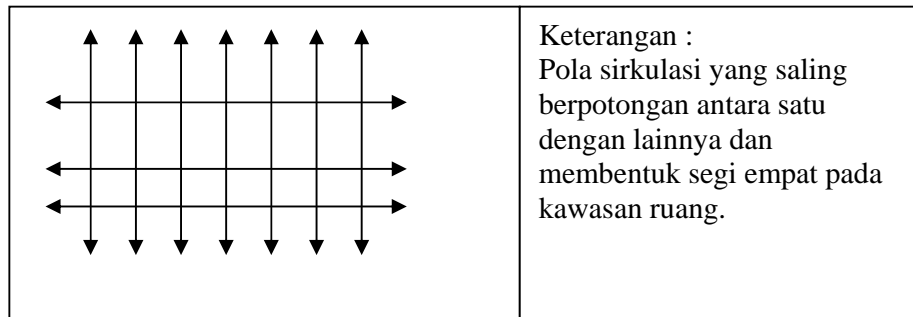 Keterangan :
Pola sirkulasi yang saling
berpotongan antara satu
dengan lainnya dan
membentuk segi empat pada
kawasan ruang.